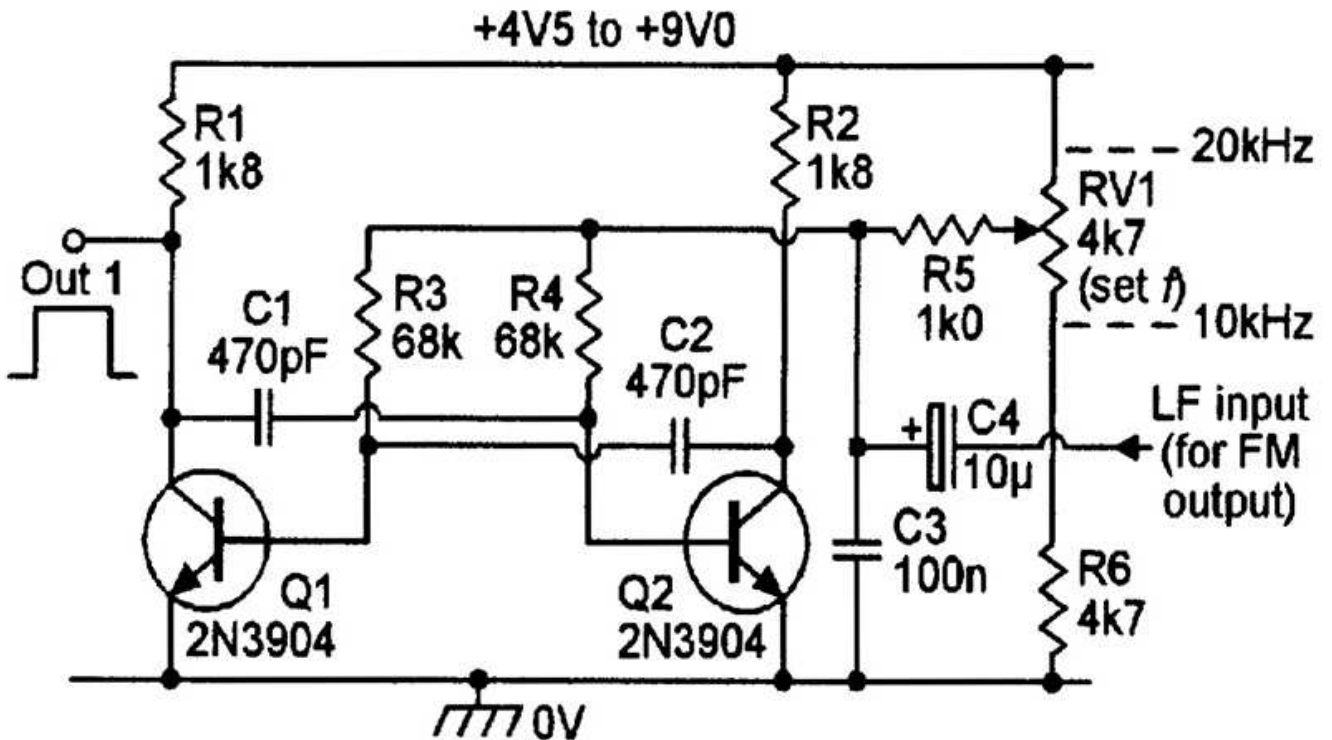 +4V5 to +9V0
R1
1k8
R2
1k8
20kHz
RV1
4k7
(set f)
10kHz
Out 1
R3
68k
R4
68k
R5
1k0
C1
470pF
C2
470pF
C4
10µ
LF input
(for FM
output)
C3
100n
Q1
2N3904
Q2
2N3904
R6
4k7
0V